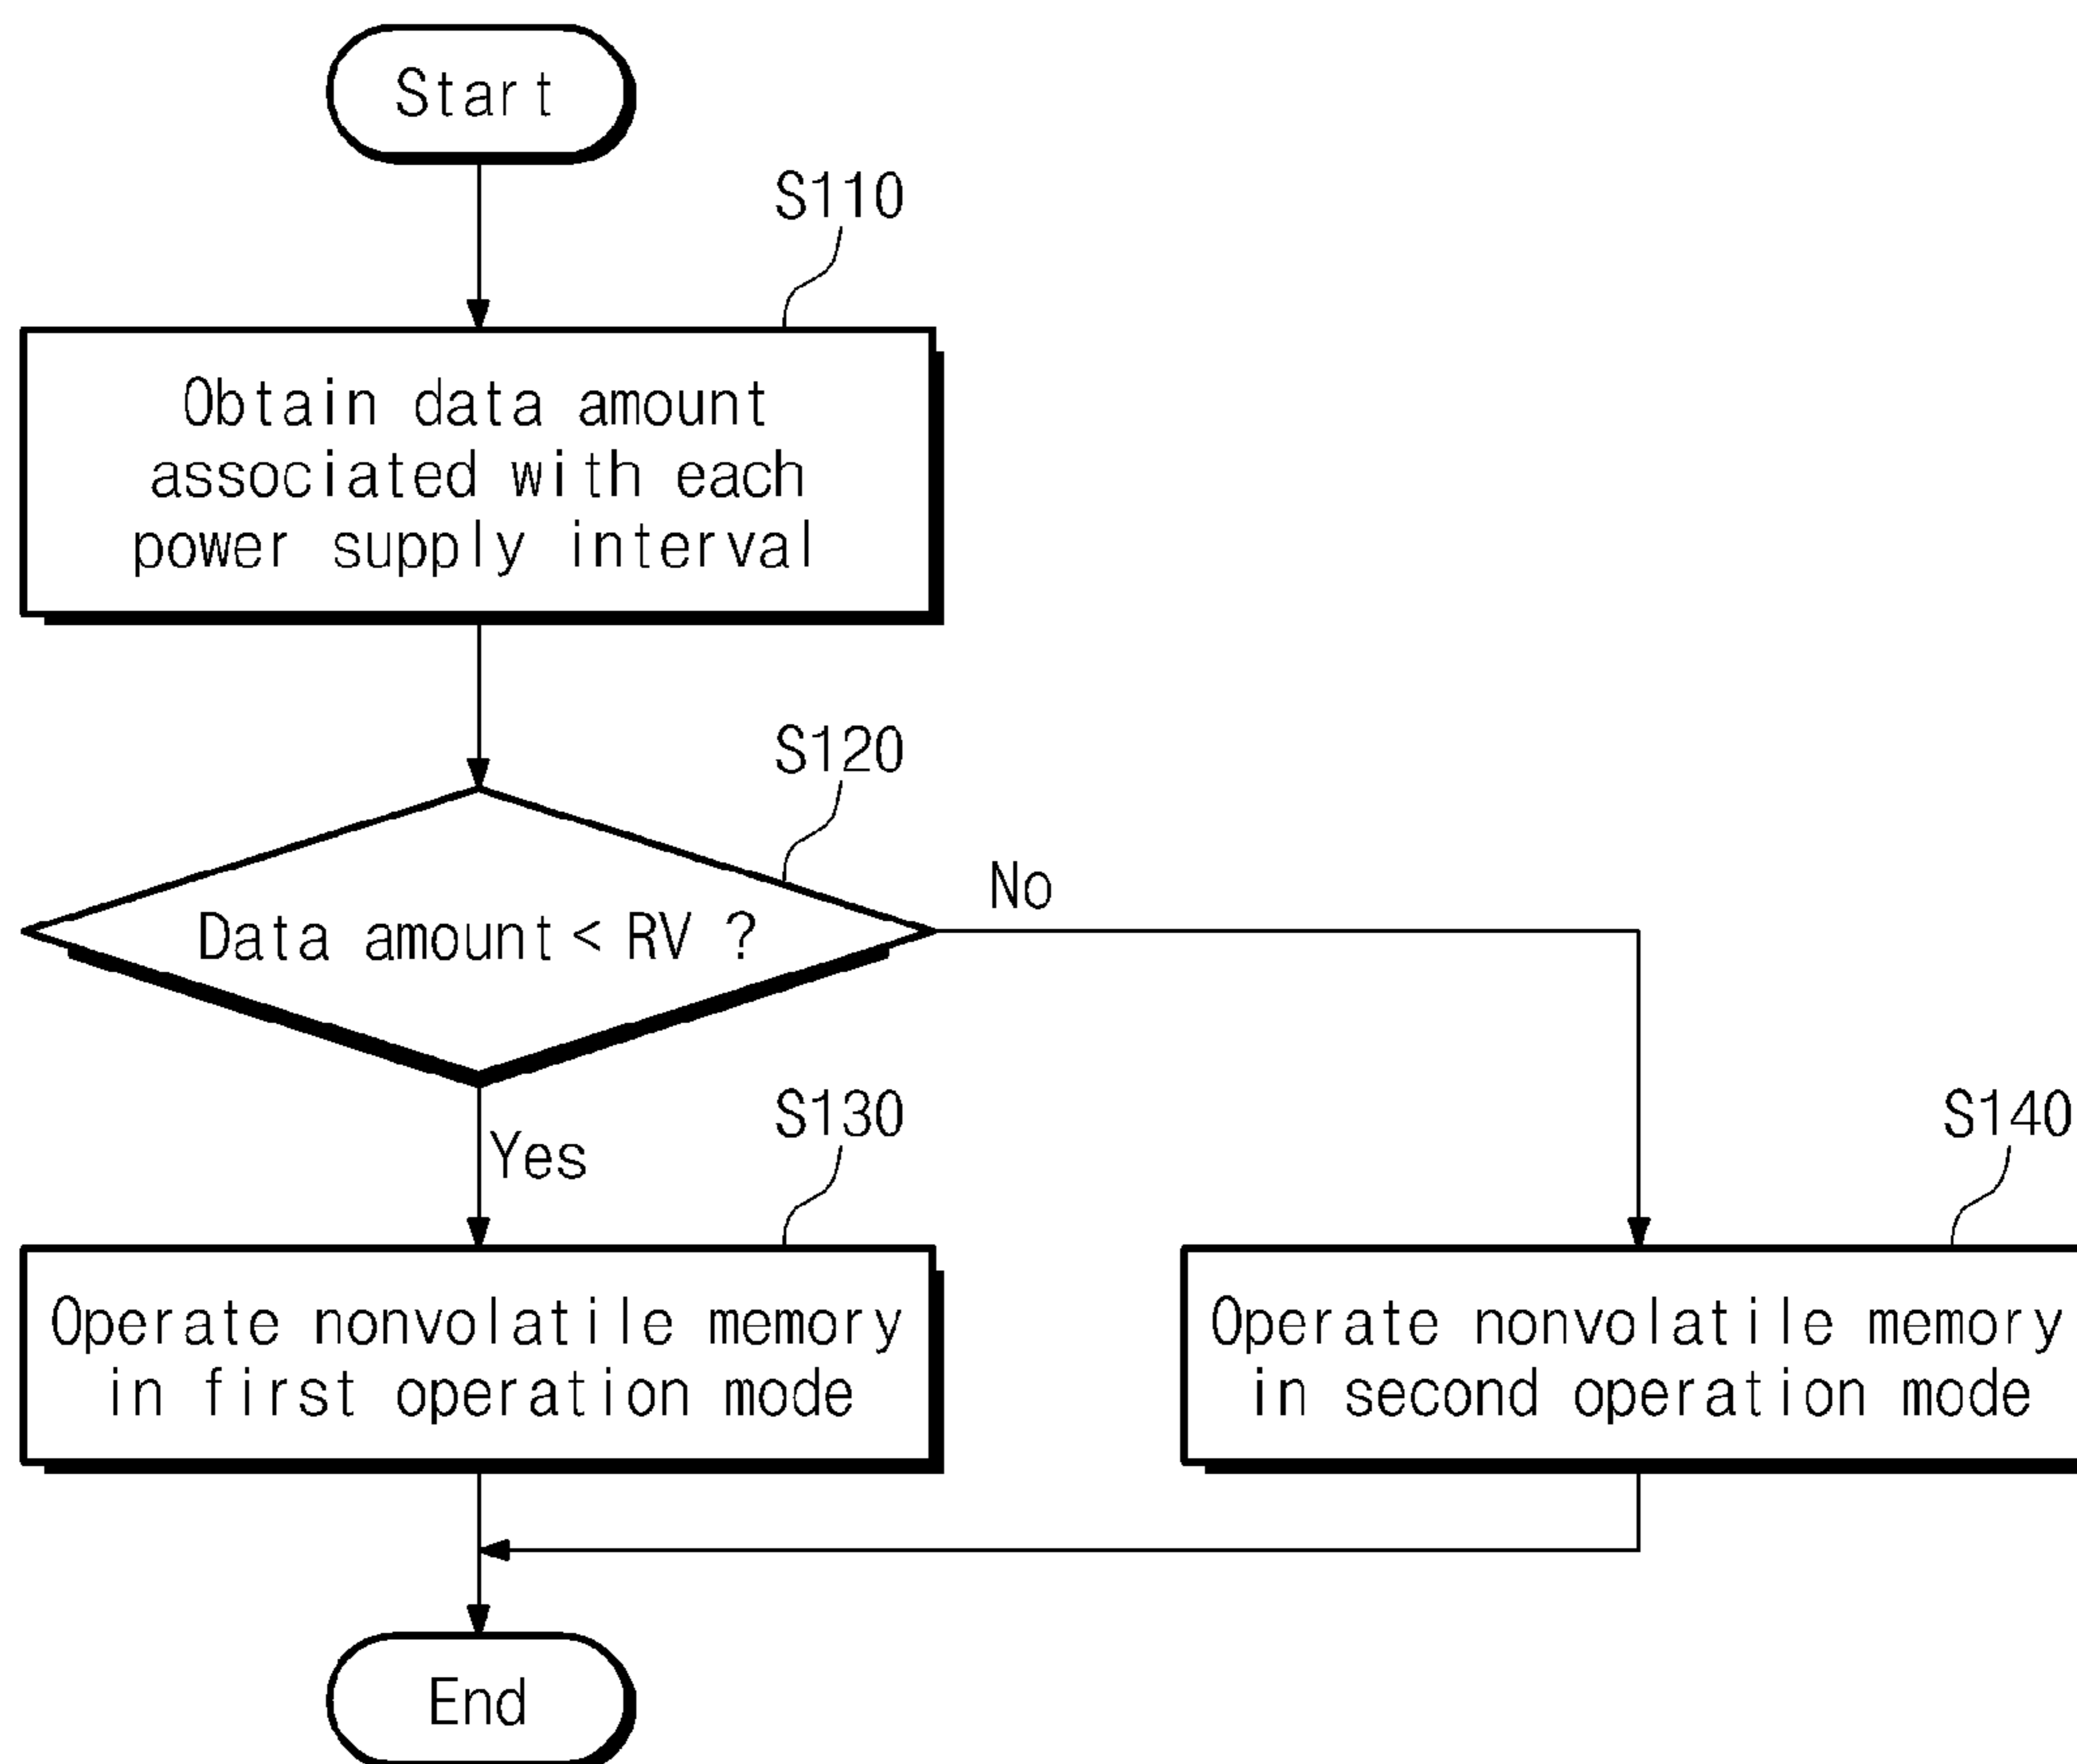 Start
S110
Obtain data amount
associated with each
power supply interval
S120
Data amount < RV ?
No
Yes
S130
S140
Operate nonvolatile memory
in first operation mode
Operate nonvolatile memory
in second operation mode
End